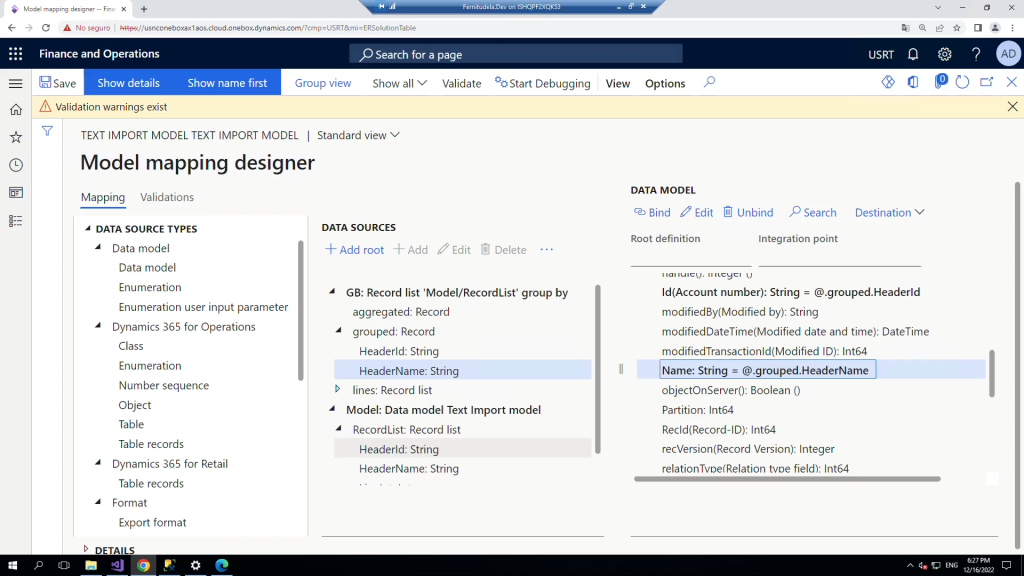 Model mapping designer -- Finan
Fernitudela.Dev on ISHQPF2XQKS3
No seguro
https://usnconeboxax1aos.cloud.onebox.dynamics.com/?cmp=USRT&mi=ERSolutionTable
Finance and Operations
Search for a page
USRT
AD
Save
Show details
Show name first
Group view
Show all
Validate
Start Debugging
View
Options
0
Validation warnings exist
TEXT IMPORT MODEL TEXT IMPORT MODEL | Standard view
Model mapping designer
Mapping
Validations
DATA SOURCE TYPES
Data model
Data model
Enumeration
Enumeration user input parameter
Dynamics 365 for Operations
Class
Enumeration
Number sequence
Object
Table
Table records
Dynamics 365 for Retail
Table records
Format
Export format
DETAILS
DATA SOURCES
Add root
Add
Edit
Delete
...
GB: Record list 'Model/RecordList' group by
aggregated: Record
grouped: Record
HeaderId: String
HeaderName: String
lines: Record list
Model: Data model Text Import model
RecordList: Record list
HeaderId: String
HeaderName: String
DATA MODEL
Bind
Edit
Unbind
Search
Destination
Root definition
Integration point
handle(): Integer ()
Id(Account number): String = @.grouped.HeaderId
modifiedBy(Modified by): String
modifiedDateTime(Modified date and time): DateTime
modifiedTransactionId(Modified ID): Int64
Name: String = @.grouped.HeaderName
objectOnServer(): Boolean ()
Partition: Int64
RecId(Record-ID): Int64
recVersion(Record Version): Integer
relationType(Relation type field): Int64
ENG
6:27 PM
12/16/2022